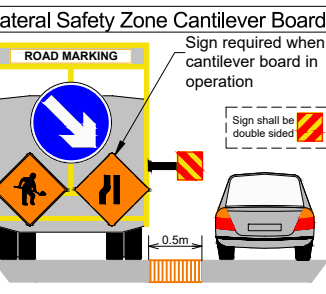 ateral Safety Zone Cantilever Board
ROAD MARKING
Sign required when
cantilever board in
operation
Sign shall be
double sided
0.5m